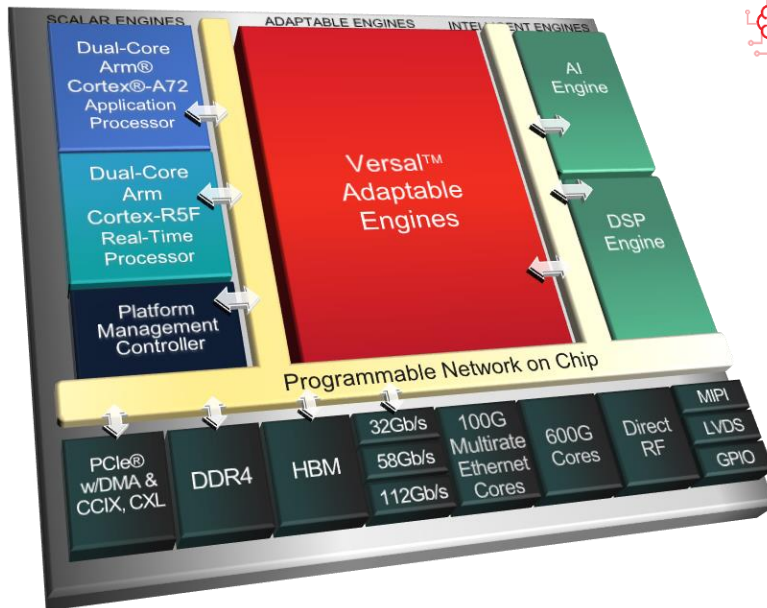 SCALAR ENGINES
ADAPTABLE ENGINES
INTELLIGENT ENGINES
Dual-Core
Arm®
Cortex®-A72
Application
Processor
Dual-Core
Arm
Cortex-R5F
Real-Time
Processor
Platform
Management
Controller
Versal™
Adaptable
Engines
AI
Engine
DSP
Engine
Programmable Network on Chip
PCIe®
w/DMA &
CCIX, CXL
DDR4
HBM
32Gb/s
58Gb/s
112Gb/s
100G
Multirate
Ethernet
Cores
600G
Cores
Direct
RF
MIPI
LVDS
GPIO